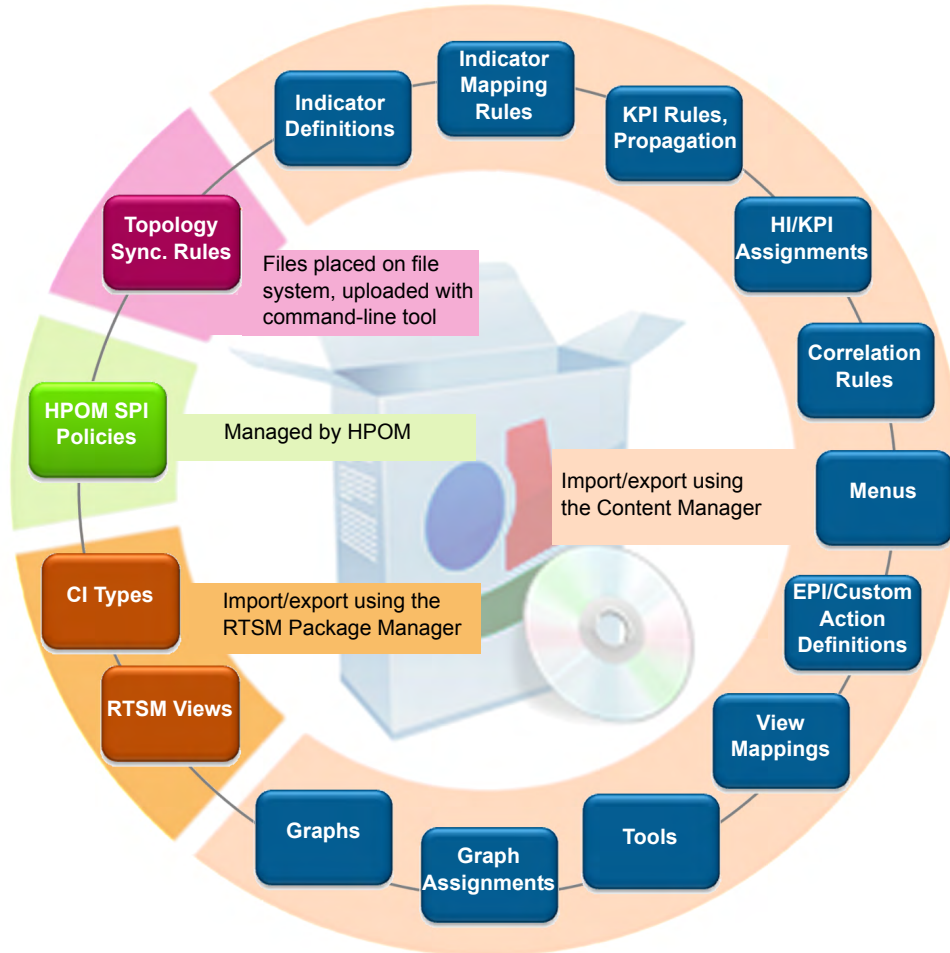 Indicator
Mapping
Rules
Indicator
Definitions
KPI Rules,
Propagation
Topology
Sync. Rules
HI/KPI
Assignments
Files placed on file
system, uploaded with
command-line tool
Correlation
Rules
HPOM SPI
Policies
Managed by HPOM
Import/export using
the Content Manager
Menus
CI Types
Import/export using the
RTSM Package Manager
EPI/Custom
Action
Definitions
RTSM Views
View
Mappings
Graphs
Graph
Assignments
Tools